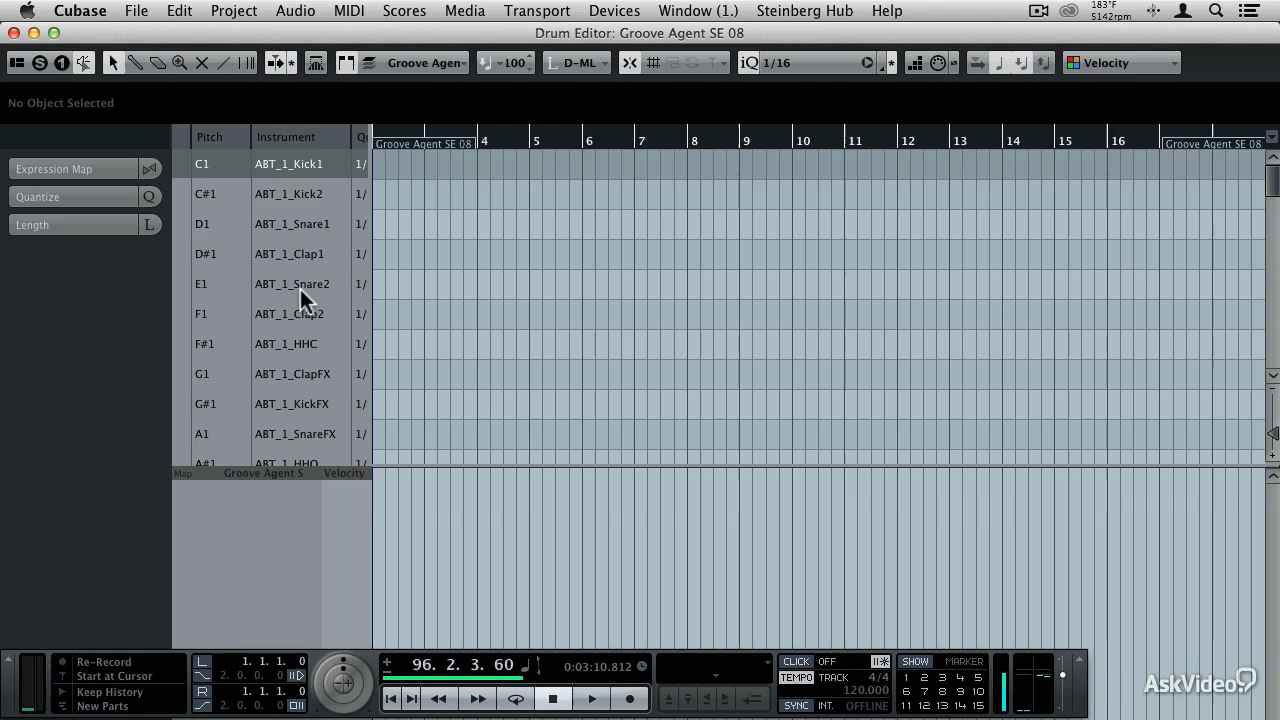 Cubase File Edit Project Audio MIDI Scores Media Transport Devices Window (1.) Steinberg Hub Help
183°F
5142rpm
Drum Editor: Groove Agent SE 08
Groove Agen 100 L D-ML iQ 1/16 Velocity
No Object Selected
Pitch Instrument
Groove Agent SE 08 4 5 6 7 8 9 10 11 12 13 14 15 16 Groove Agent SE 08
Expression Map
Quantize Q
Length L
C1 ABT_1_Kick1 1/
C#1 ABT_1_Kick2 1/
D1 ABT_1_Snare1 1/
D#1 ABT_1_Clap1 1/
E1 ABT_1_Snare2 1/
F1 ABT_1_Clap2 1/
F#1 ABT_1_HHC 1/
G1 ABT_1_ClapFX 1/
G#1 ABT_1_KickFX 1/
A1 ABT_1_SnareFX 1/
A#1 ABT_1_HHO 1/
Map Groove Agent S Velocity
Re-Record
Start at Cursor
Keep History
New Parts
L 1. 1. 1. 0
2. 0. 0. 0
R 1. 1. 1. 0
2. 0. 0. 0
96. 2. 3. 60 0:03:10.812
CLICK OFF
TEMPO TRACK 4/4
120.000
SYNC INT. OFFLINE
SHOW MARKER
1 2 3 4 5
6 7 8 9 10
11 12 13 14 15
AskVideo